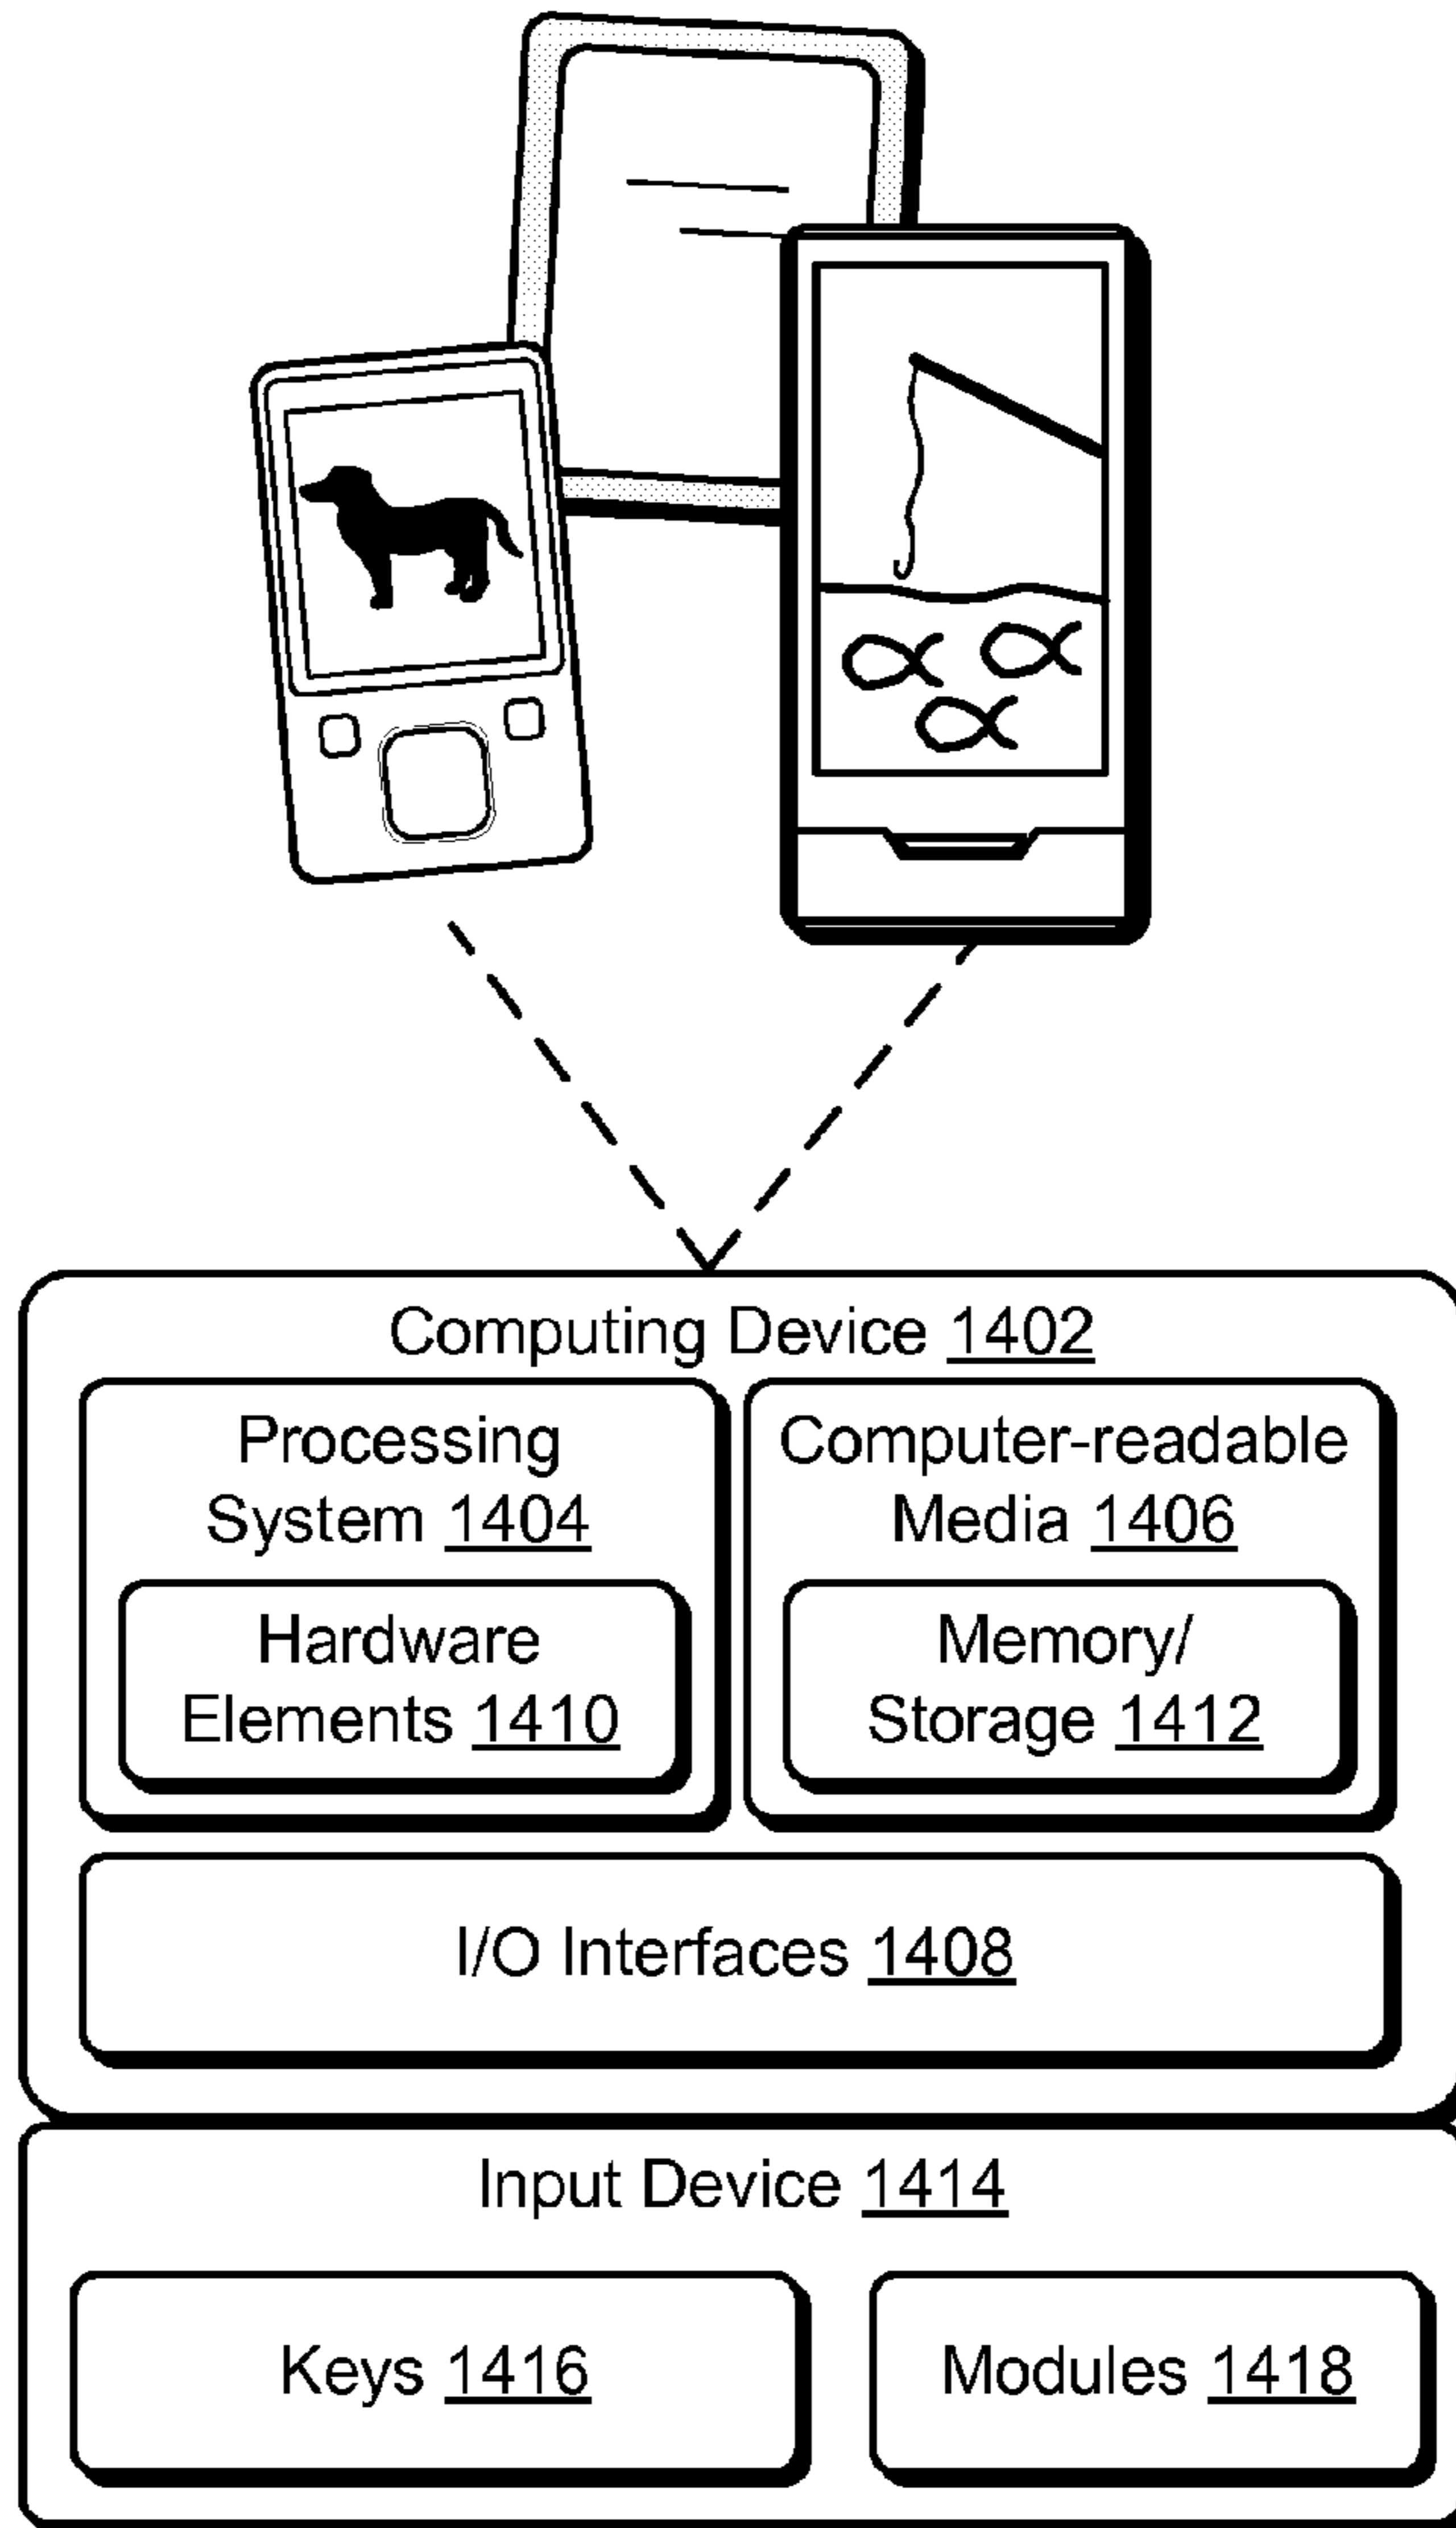 Computing Device 1402
Processing
System 1404
Hardware
Elements 1410
Computer-readable
Media 1406
Memory/
Storage 1412
I/O Interfaces 1408
Input Device 1414
Keys 1416
Modules 1418